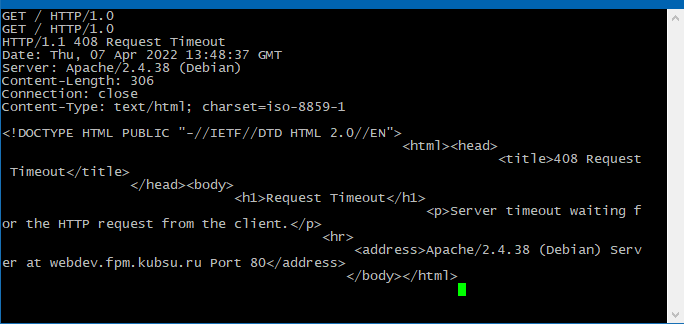 GET / HTTP/1.0
GET / HTTP/1.0
HTTP/1.1 408 Request Timeout
Date: Thu, 07 Apr 2022 13:48:37 GMT
Server: Apache/2.4.38 (Debian)
Content-Length: 306
Connection: close
Content-Type: text/html; charset=iso-8859-1

<!DOCTYPE HTML PUBLIC "-//IETF//DTD HTML 2.0//EN">
<html><head>
<title>408 Request
Timeout</title>
</head><body>
<h1>Request Timeout</h1>
<p>Server timeout waiting f
or the HTTP request from the client.</p>
<hr>
<address>Apache/2.4.38 (Debian) Serv
er at webdev.fpm.kubsu.ru Port 80</address>
</body></html>